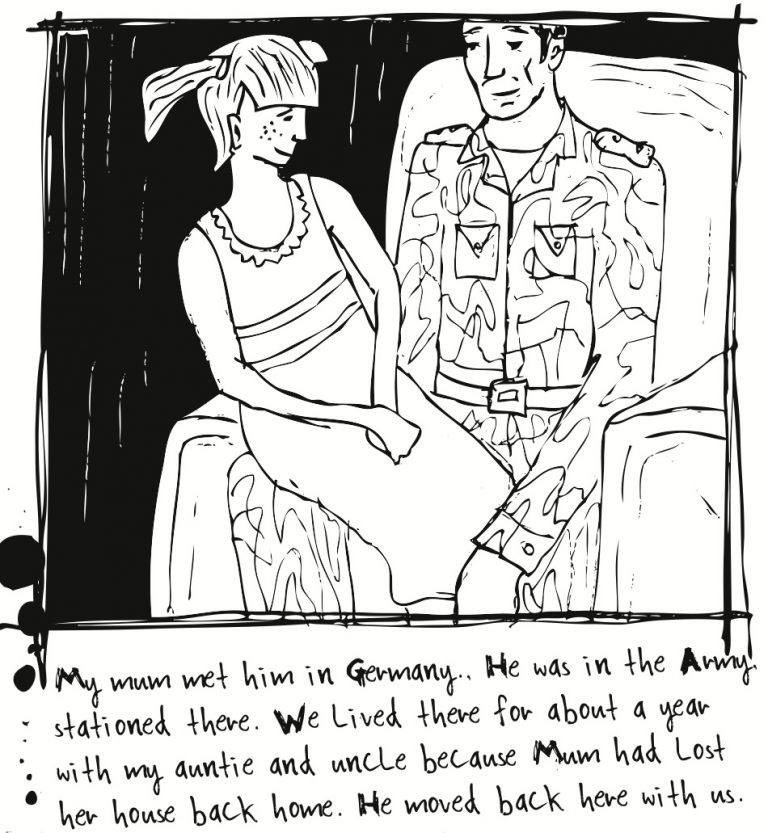 My mum met him in Germany.. He was in the Army
stationed there. We Lived there for about a year
with my auntie and uncle because Mum had Lost
her house back home. He moved back here with us.